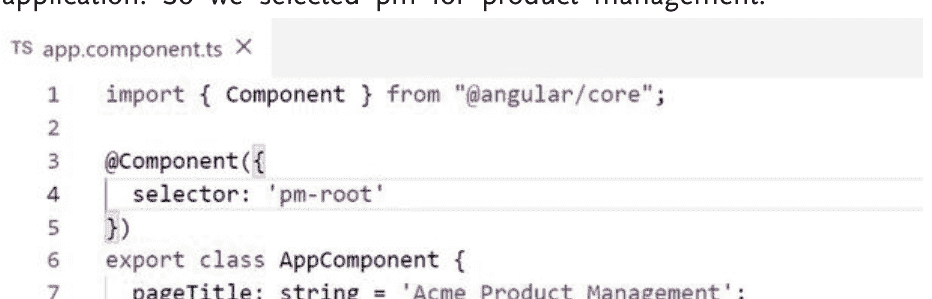 application. So we selected pm for product management.
TS app.component.ts ×
1 import { Component } from "@angular/core";
2
3 @Component({
4 selector: 'pm-root'
5 })
6 export class AppComponent {
7 pageTitle: string = 'Acme Product Management';